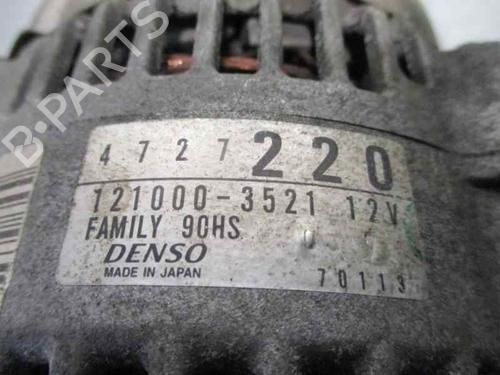 B-PARTS
4727220
121000-3521 12V
FAMILY 90HS
DENSO
MADE IN JAPAN
70113